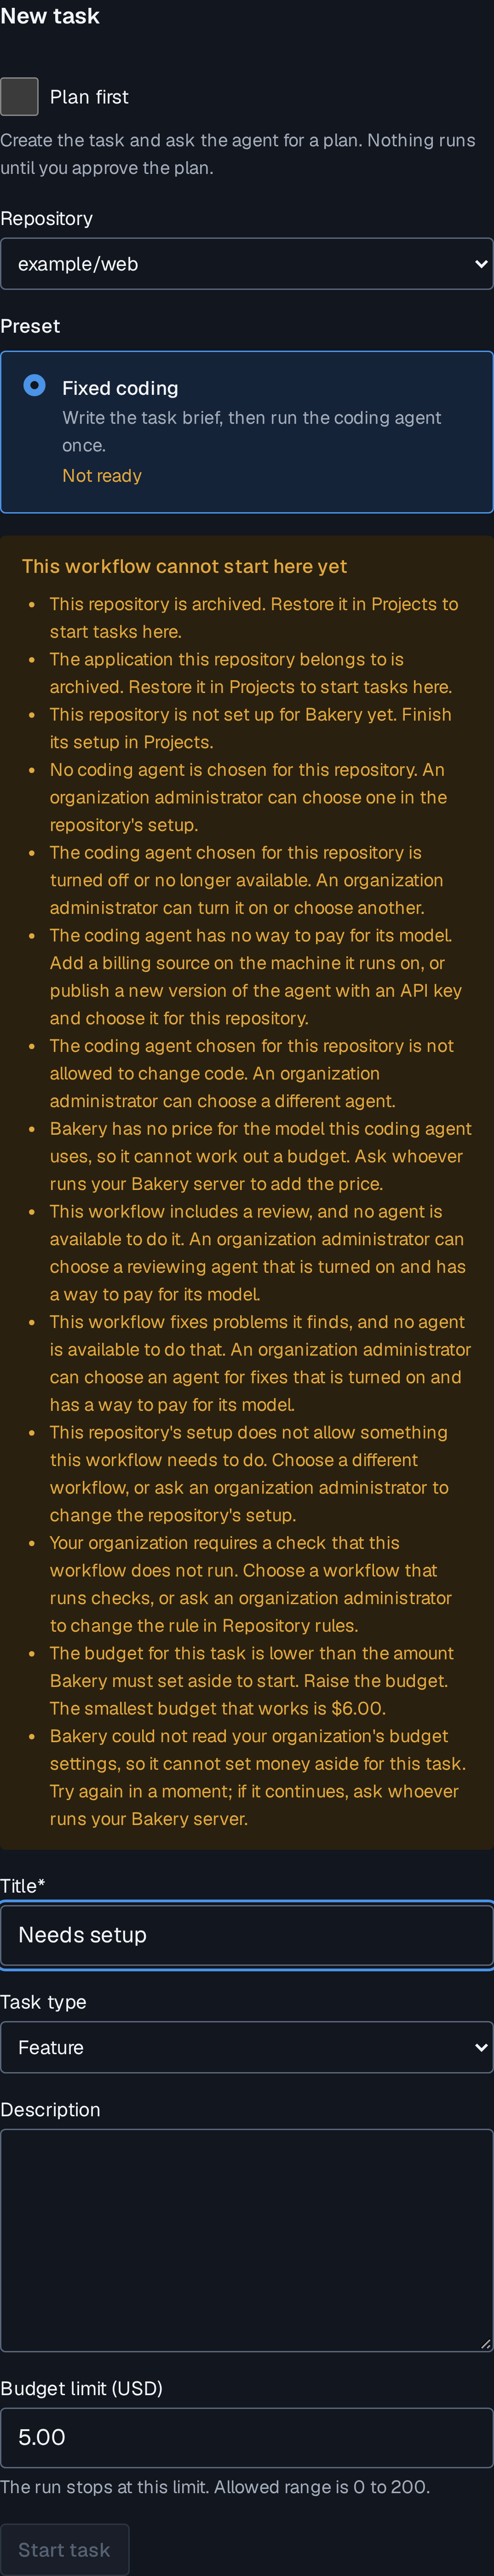 New task
Plan first
Create the task and ask the agent for a plan. Nothing runs
until you approve the plan.
Repository
example/web
Preset
Fixed coding
Write the task brief, then run the coding agent
once.
Not ready
This workflow cannot start here yet
• This repository is archived. Restore it in Projects to
start tasks here.
• The application this repository belongs to is
archived. Restore it in Projects to start tasks here.
• This repository is not set up for Bakery yet. Finish
its setup in Projects.
• No coding agent is chosen for this repository. An
organization administrator can choose one in the
repository's setup.
• The coding agent chosen for this repository is
turned off or no longer available. An organization
administrator can turn it on or choose another.
• The coding agent has no way to pay for its model.
Add a billing source on the machine it runs on, or
publish a new version of the agent with an API key
and choose it for this repository.
• The coding agent chosen for this repository is not
allowed to change code. An organization
administrator can choose a different agent.
• Bakery has no price for the model this coding agent
uses, so it cannot work out a budget. Ask whoever
runs your Bakery server to add the price.
• This workflow includes a review, and no agent is
available to do it. An organization administrator can
choose a reviewing agent that is turned on and has
a way to pay for its model.
• This workflow fixes problems it finds, and no agent
is available to do that. An organization administrator
can choose an agent for fixes that is turned on and
has a way to pay for its model.
• This repository's setup does not allow something
this workflow needs to do. Choose a different
workflow, or ask an organization administrator to
change the repository's setup.
• Your organization requires a check that this
workflow does not run. Choose a workflow that
runs checks, or ask an organization administrator
to change the rule in Repository rules.
• The budget for this task is lower than the amount
Bakery must set aside to start. Raise the budget.
The smallest budget that works is $6.00.
• Bakery could not read your organization's budget
settings, so it cannot set money aside for this task.
Try again in a moment; if it continues, ask whoever
runs your Bakery server.
Title*
Needs setup
Task type
Feature
Description
Budget limit (USD)
5.00
The run stops at this limit. Allowed range is 0 to 200.
Start task